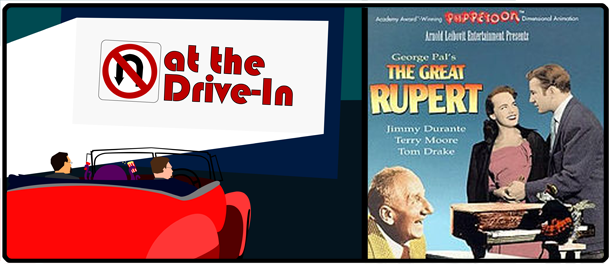 at the
Drive-In
Academy Award®-Winning PUPPETOON™ Dimensional Animation
Arnold Leibovit Entertainment Presents
George Pal's
THE GREAT
RUPERT
Jimmy Durante
Terry Moore
Tom Drake